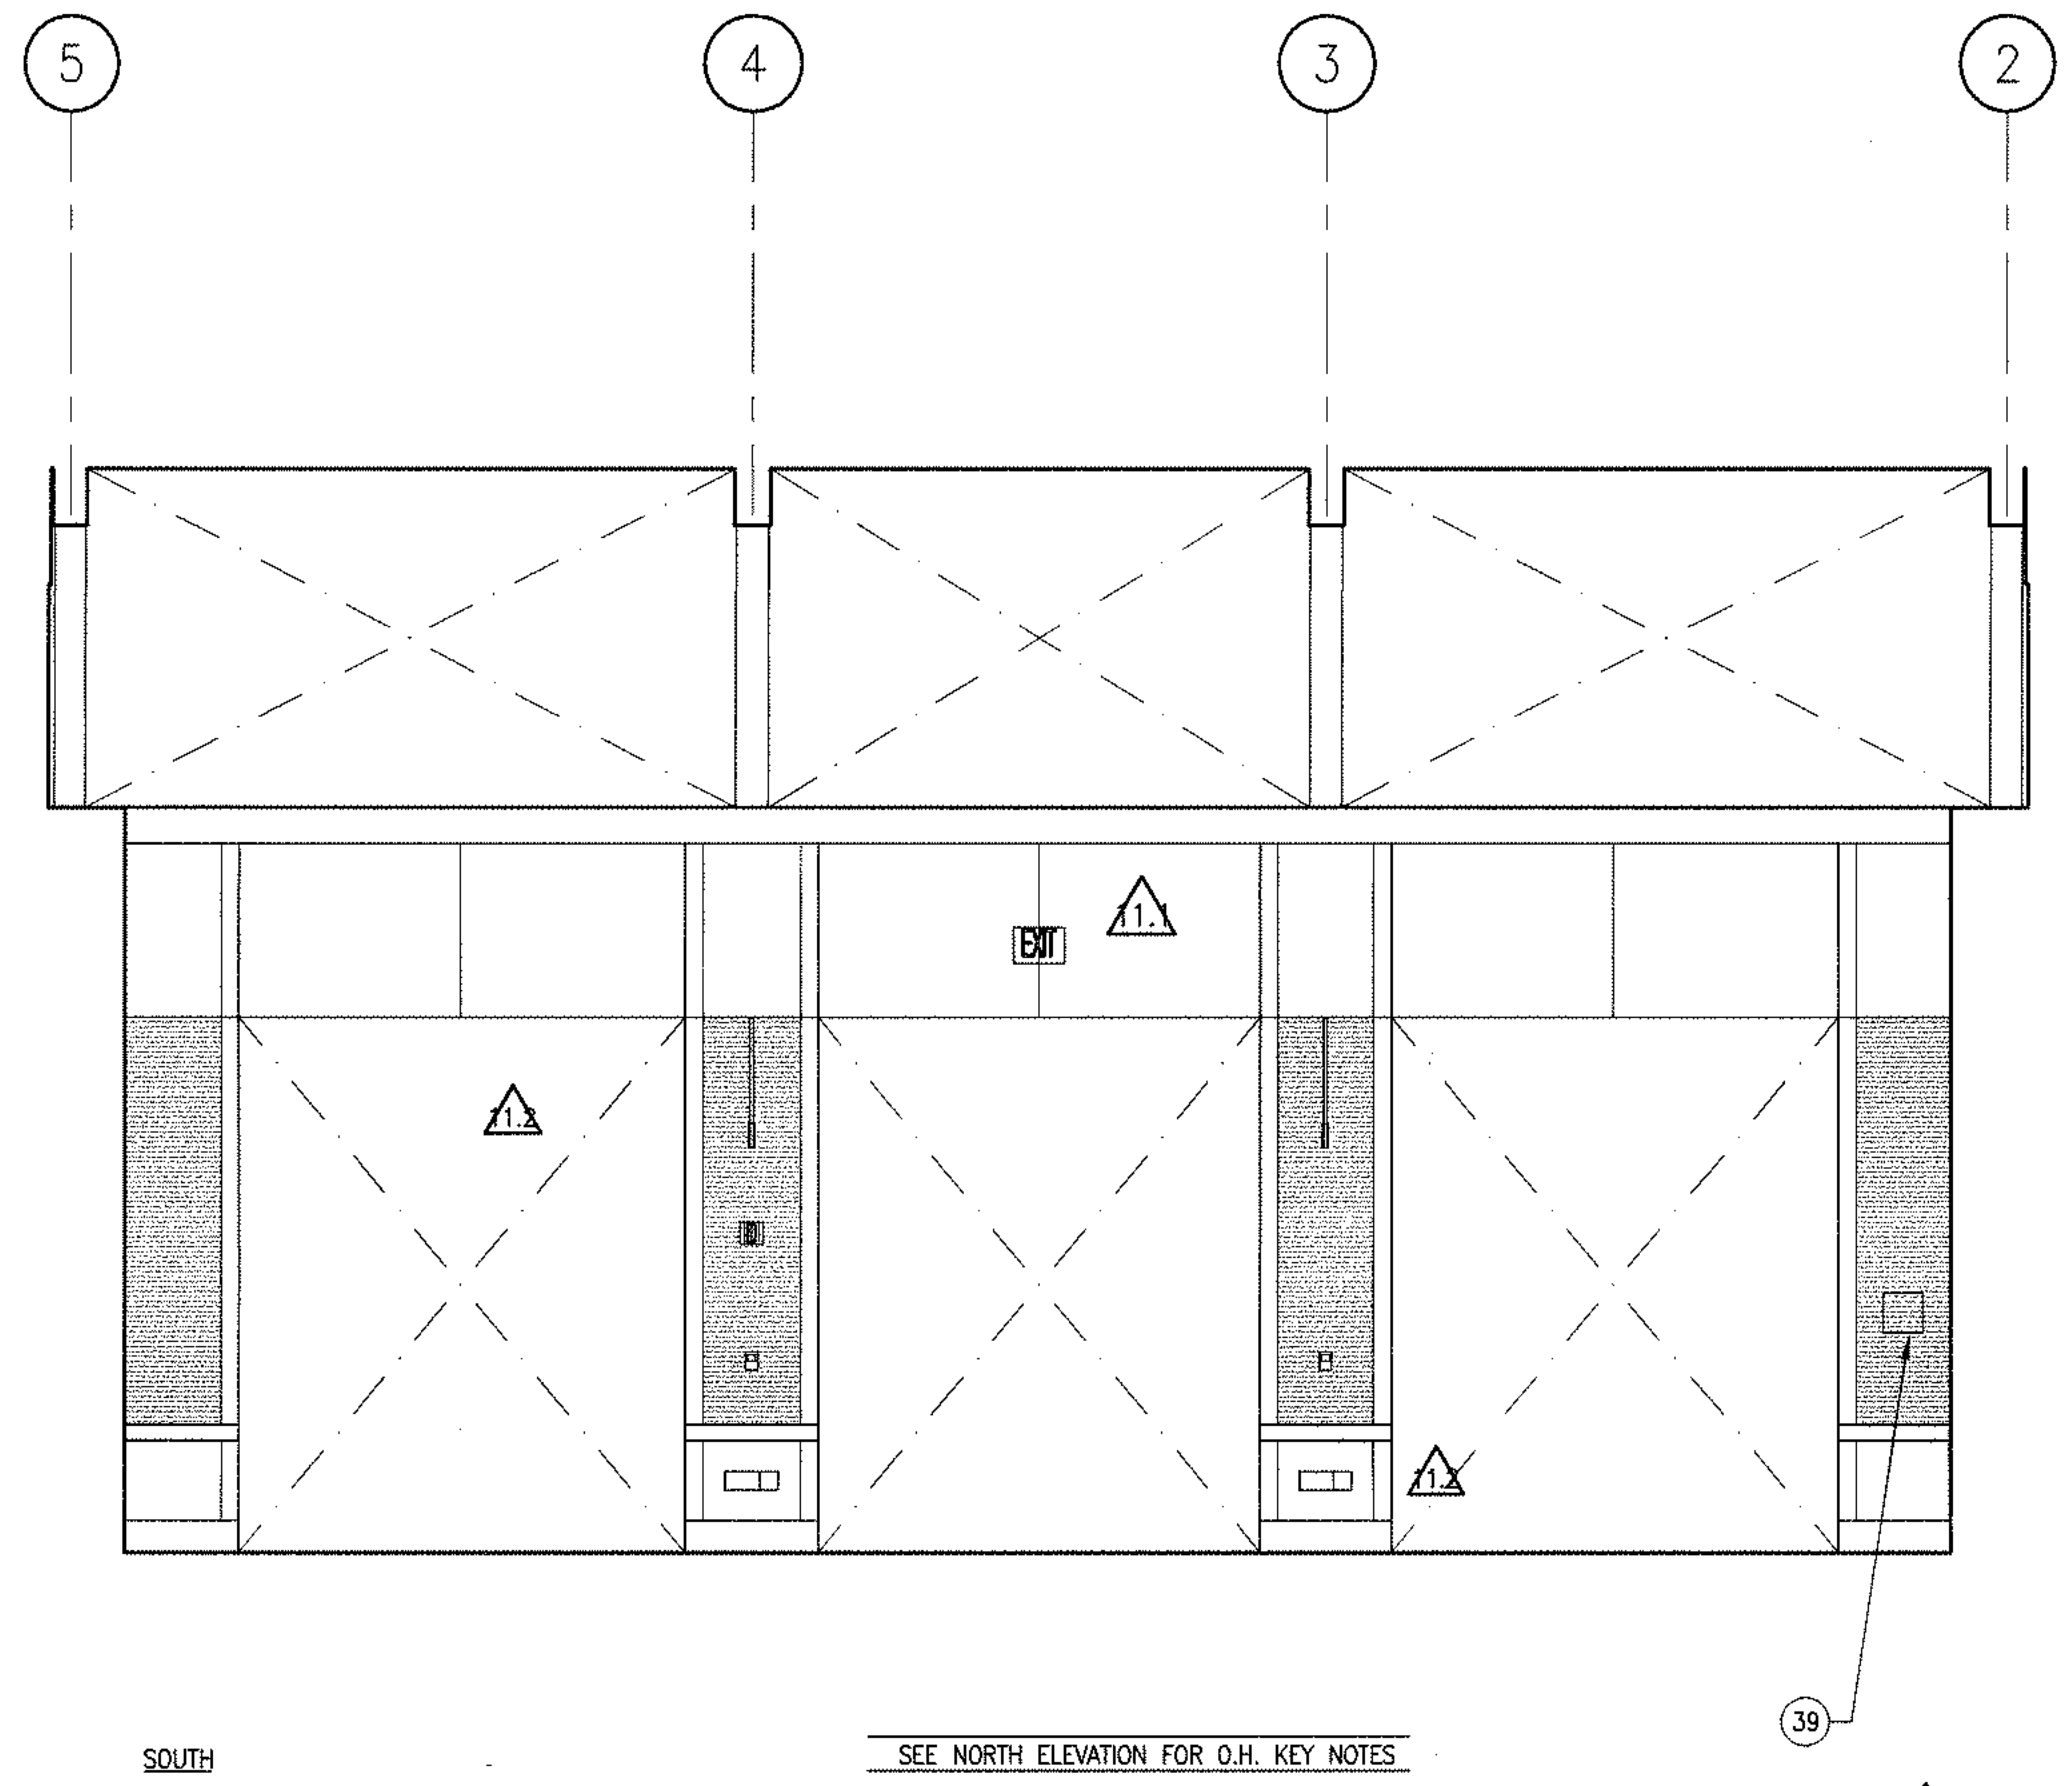 5 4 3 2
11.1
EXIT
11.2
11.2
39
SOUTH
SEE NORTH ELEVATION FOR O.H. KEY NOTES